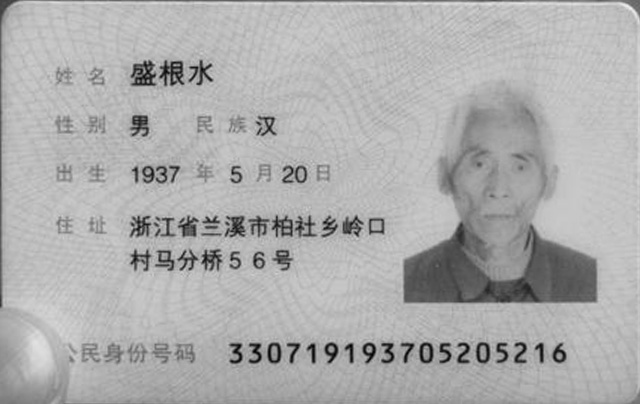 姓名 盛根水
性别 男 民族 汉
出生 1937 年 5 月 20 日
住址 浙江省兰溪市柏社乡岭口
村马分桥56号
公民身份号码 330719193705205216